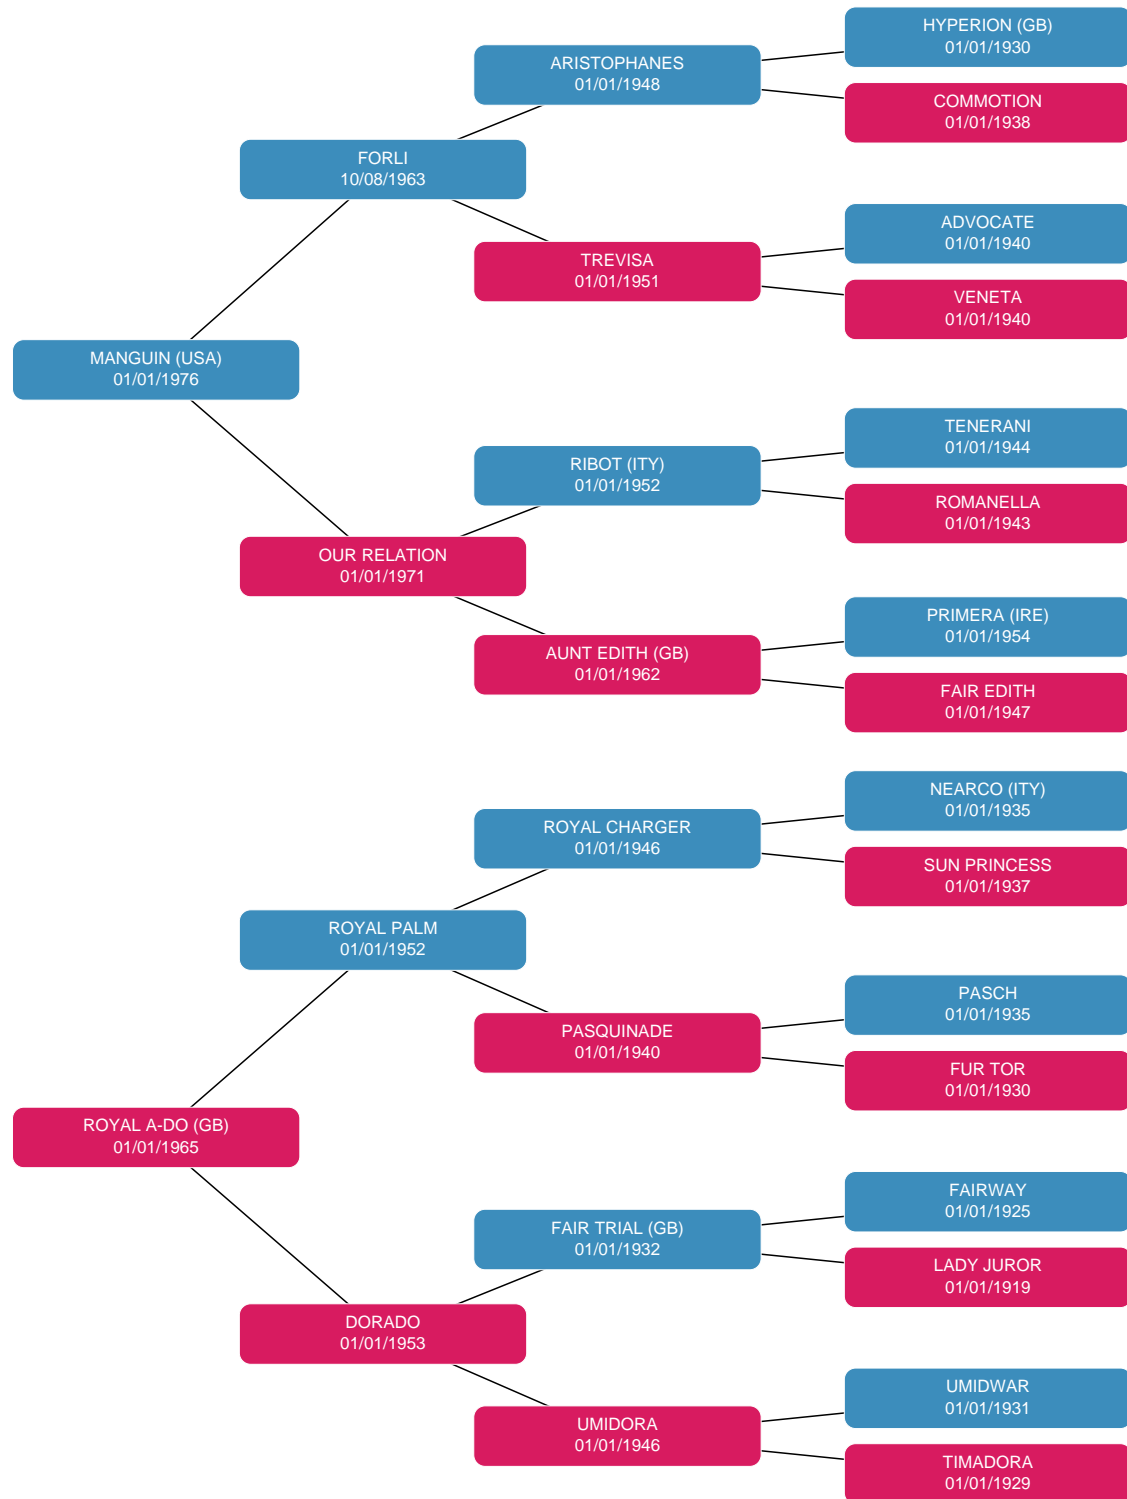 HYPERION (GB)
01/01/1930
ARISTOPHANES
01/01/1948
COMMOTION
01/01/1938
FORLI
10/08/1963
ADVOCATE
01/01/1940
TREVISA
01/01/1951
VENETA
01/01/1940
MANGUIN (USA)
01/01/1976
TENERANI
01/01/1944
RIBOT (ITY)
01/01/1952
ROMANELLA
01/01/1943
OUR RELATION
01/01/1971
PRIMERA (IRE)
01/01/1954
AUNT EDITH (GB)
01/01/1962
FAIR EDITH
01/01/1947
NEARCO (ITY)
01/01/1935
ROYAL CHARGER
01/01/1946
SUN PRINCESS
01/01/1937
ROYAL PALM
01/01/1952
PASCH
01/01/1935
PASQUINADE
01/01/1940
FUR TOR
01/01/1930
ROYAL A-DO (GB)
01/01/1965
FAIRWAY
01/01/1925
FAIR TRIAL (GB)
01/01/1932
LADY JUROR
01/01/1919
DORADO
01/01/1953
UMIDWAR
01/01/1931
UMIDORA
01/01/1946
TIMADORA
01/01/1929